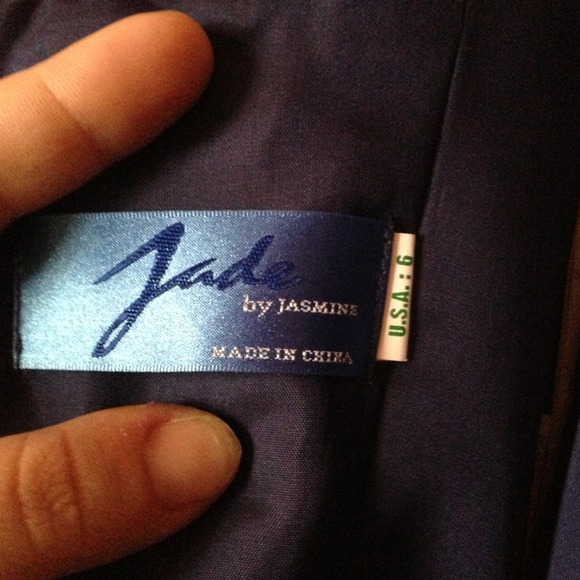 Jade
by JASMINE
MADE IN CHINA
U.S.A. : 6